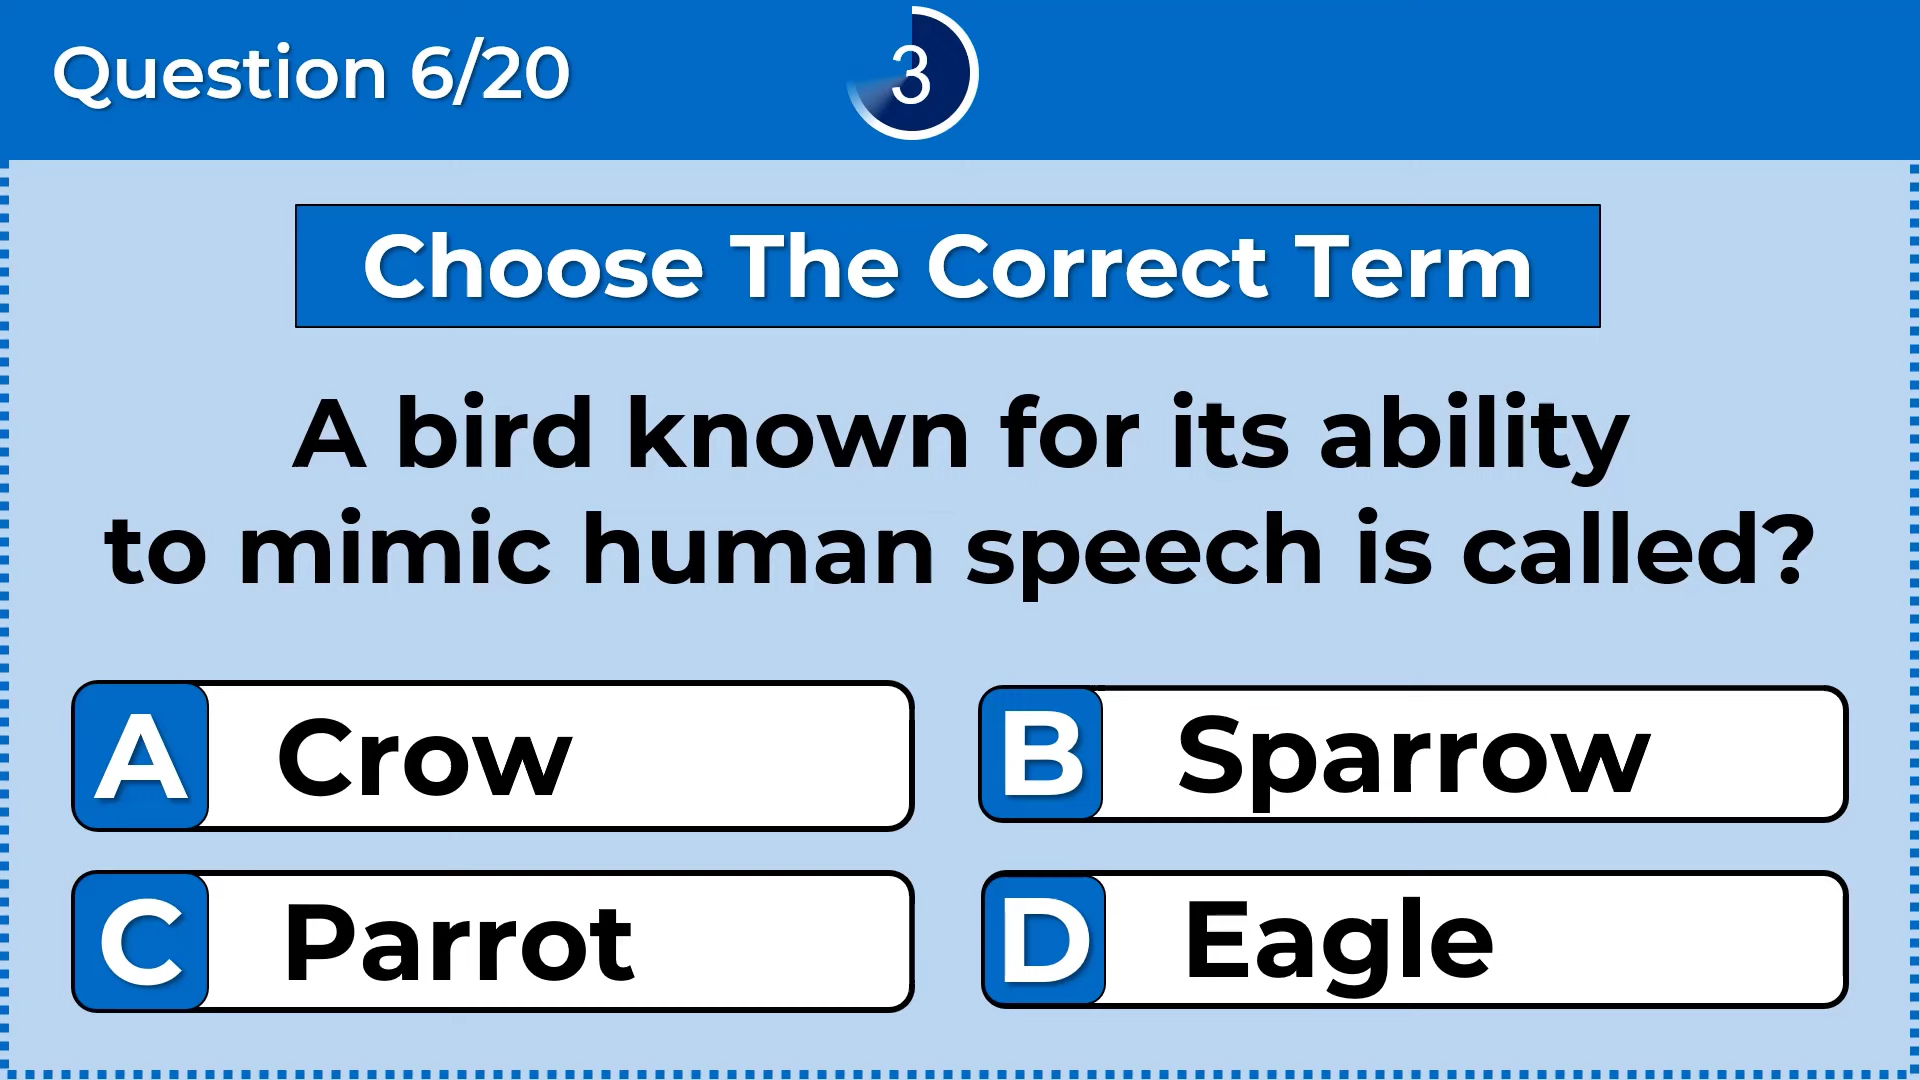 Question 6/20
3
Choose The Correct Term
A bird known for its ability
to mimic human speech is called?
A Crow
B Sparrow
C Parrot
D Eagle